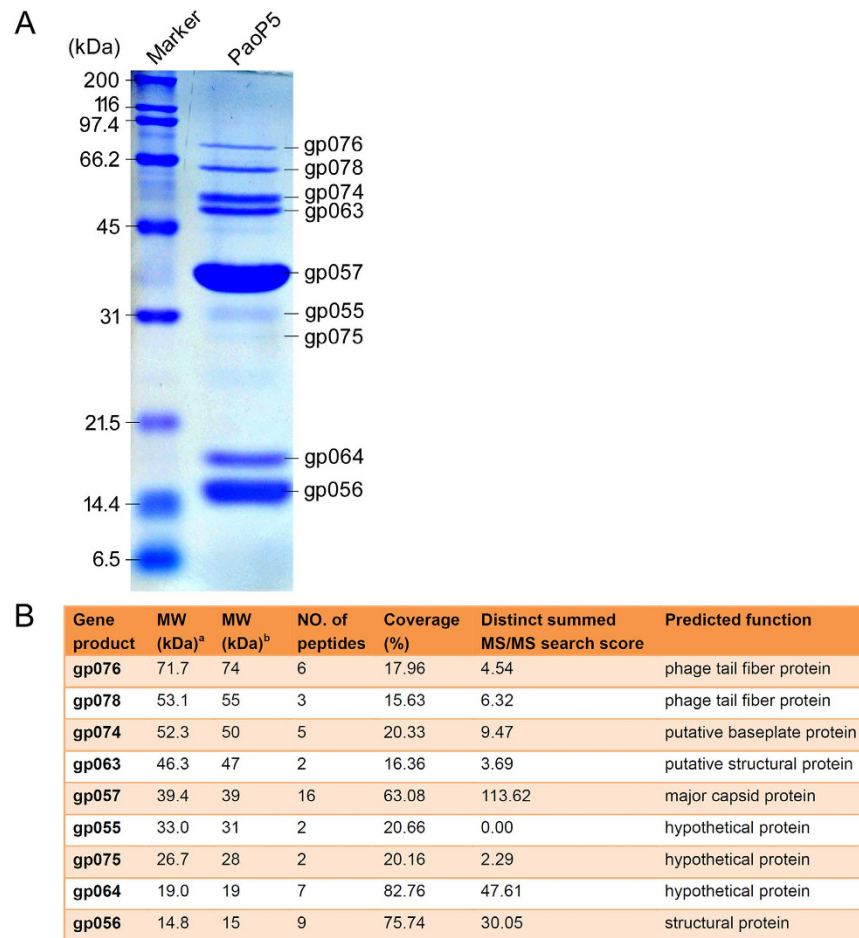 A
(kDa)
Marker
PaoP5
200
116
97.4
66.2
45
31
21.5
14.4
6.5
gp076
gp078
gp074
gp063
gp057
gp055
gp075
gp064
gp056
B
Gene product MW (kDa)a MW (kDa)b NO. of peptides Coverage (%) Distinct summed MS/MS search score Predicted function
gp076 71.7 74 6 17.96 4.54 phage tail fiber protein
gp078 53.1 55 3 15.63 6.32 phage tail fiber protein
gp074 52.3 50 5 20.33 9.47 putative baseplate protein
gp063 46.3 47 2 16.36 3.69 putative structural protein
gp057 39.4 39 16 63.08 113.62 major capsid protein
gp055 33.0 31 2 20.66 0.00 hypothetical protein
gp075 26.7 28 2 20.16 2.29 hypothetical protein
gp064 19.0 19 7 82.76 47.61 hypothetical protein
gp056 14.8 15 9 75.74 30.05 structural protein